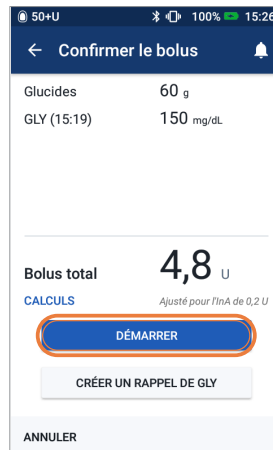 50+U 100% 15:26
Confirmer le bolus
Glucides 60 g
GLY (15:19) 150 mg/dL
Bolus total 4,8 U
CALCULS Ajusté pour l'InA de 0,2 U
DÉMARRER
CRÉER UN RAPPEL DE GLY
ANNULER